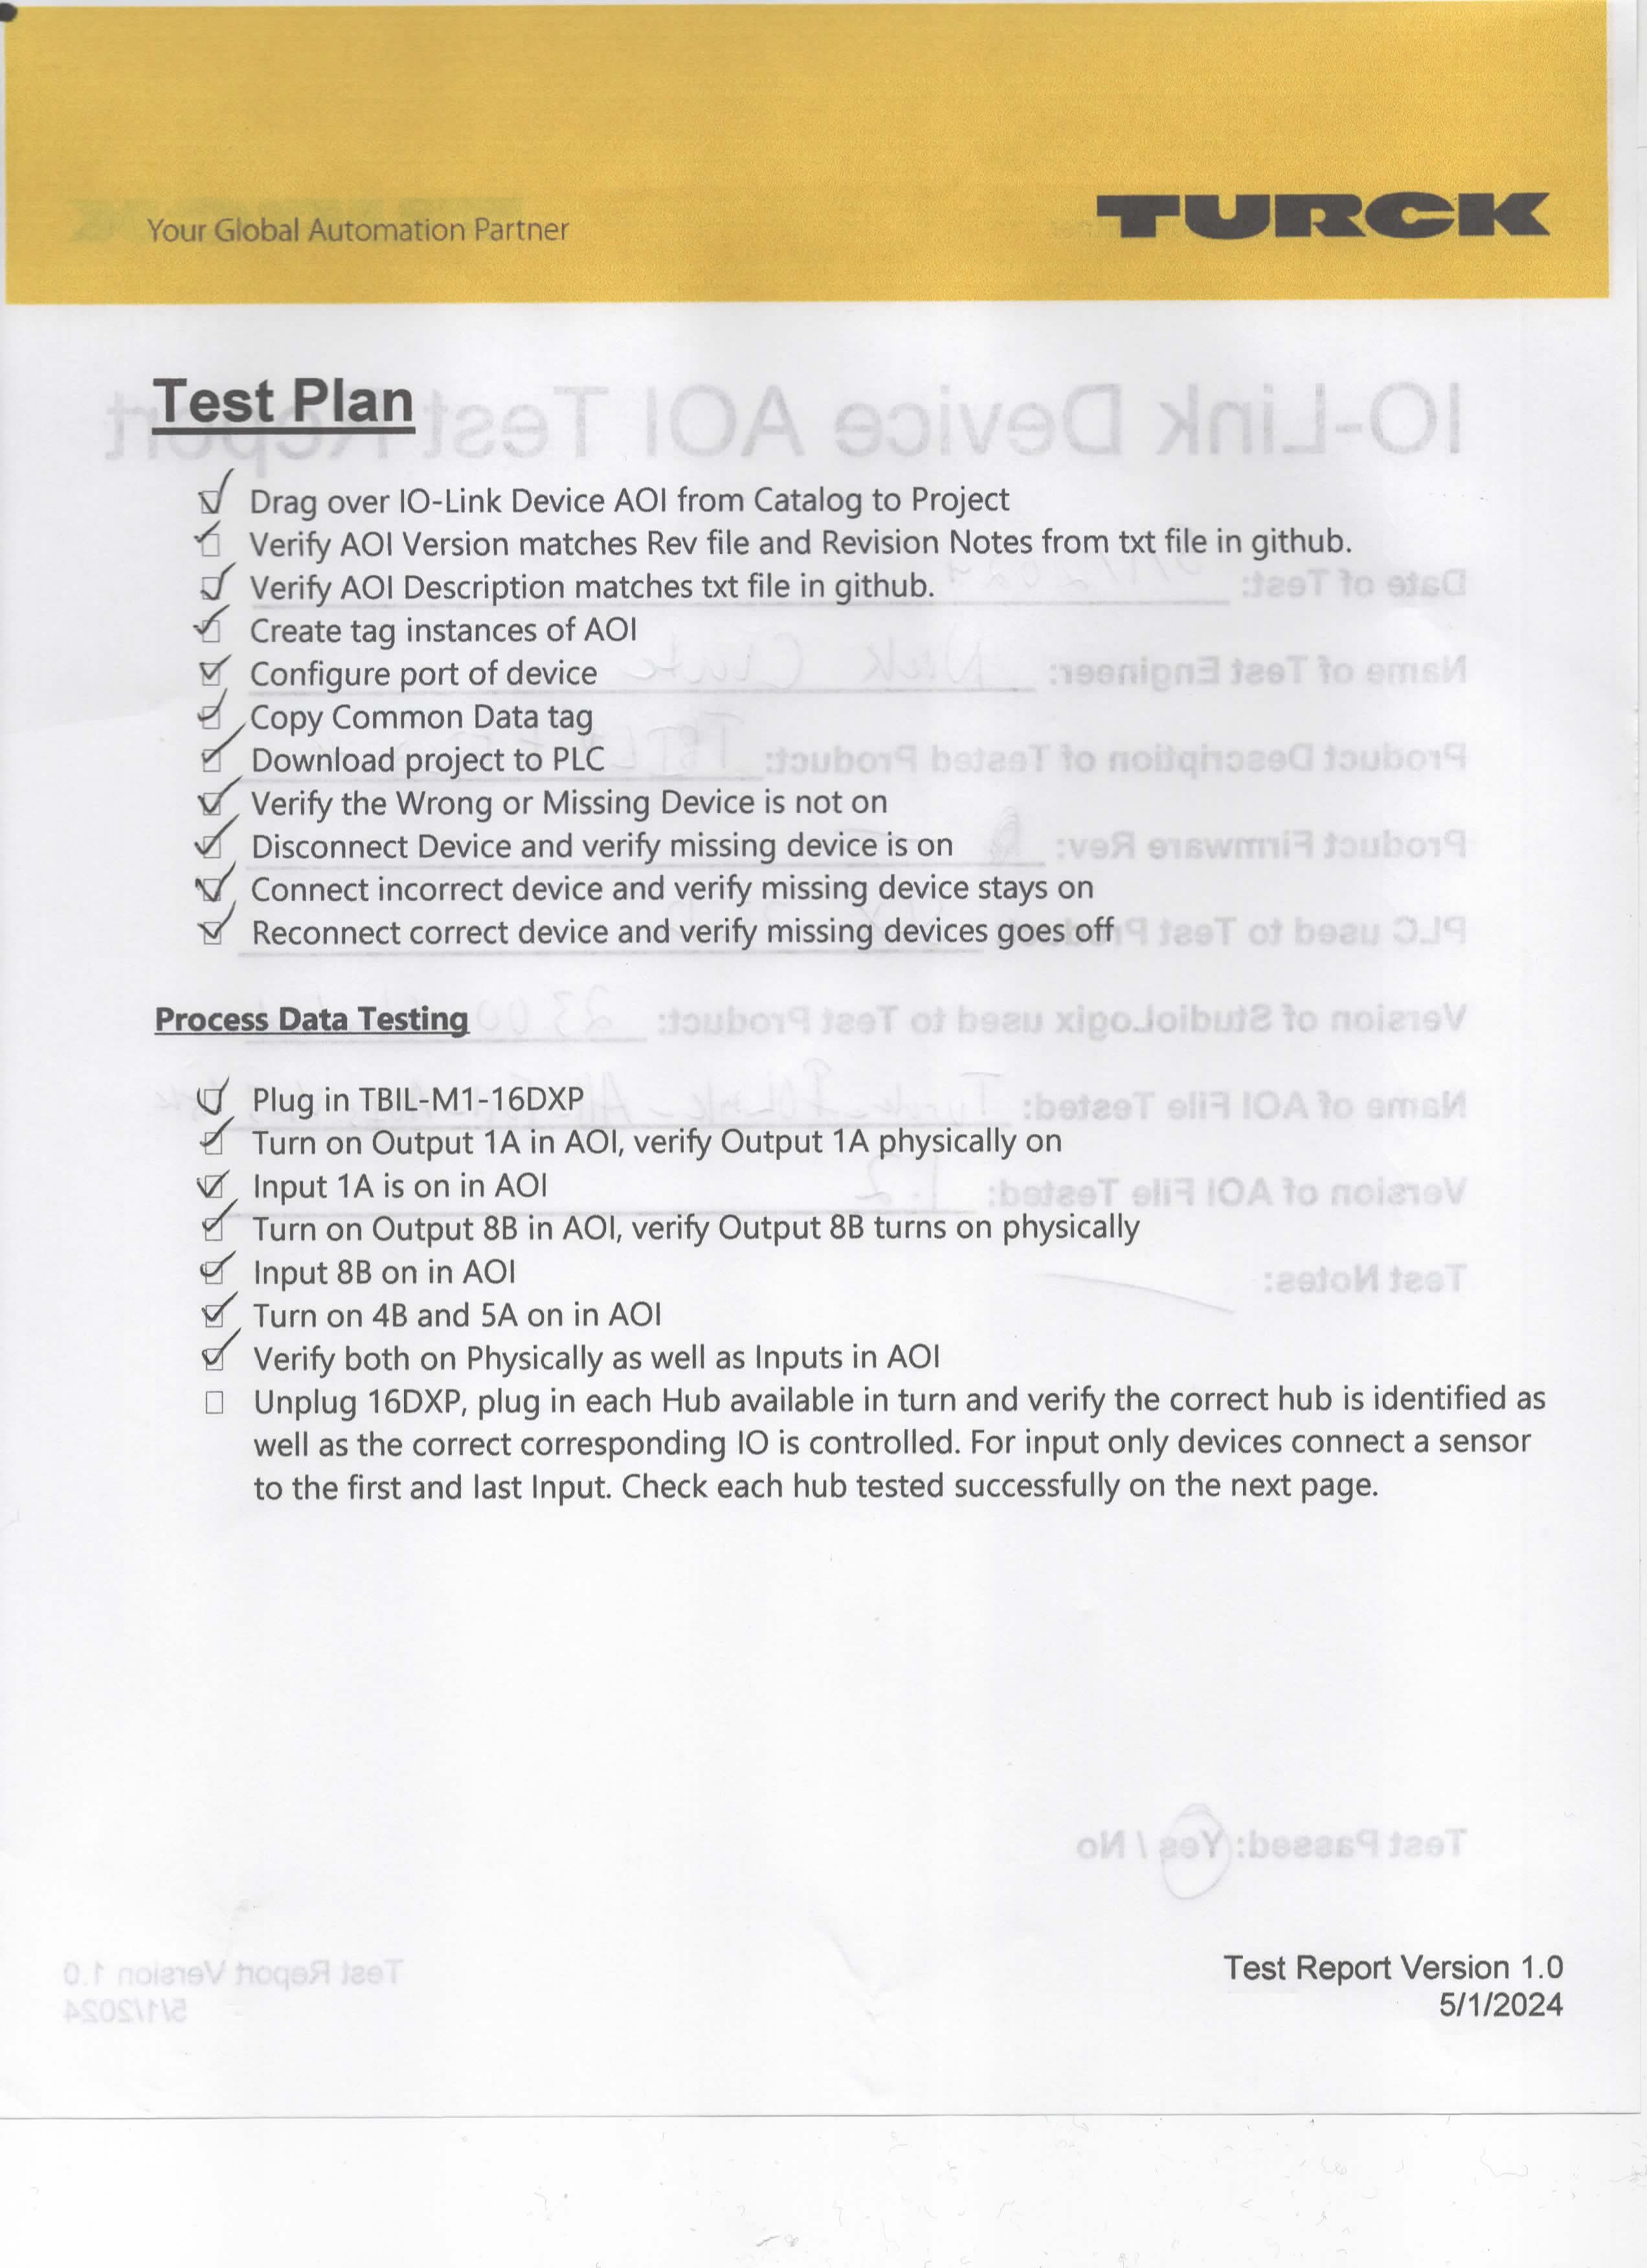 Your Global Automation Partner
TURCK
Test Plan
☑ Drag over IO-Link Device AOI from Catalog to Project
☑ Verify AOI Version matches Rev file and Revision Notes from txt file in github.
☑ Verify AOI Description matches txt file in github.
☑ Create tag instances of AOI
☑ Configure port of device
☑ Copy Common Data tag
☑ Download project to PLC
☑ Verify the Wrong or Missing Device is not on
☑ Disconnect Device and verify missing device is on
☑ Connect incorrect device and verify missing device stays on
☑ Reconnect correct device and verify missing devices goes off
Process Data Testing
☑ Plug in TBIL-M1-16DXP
☑ Turn on Output 1A in AOI, verify Output 1A physically on
☑ Input 1A is on in AOI
☑ Turn on Output 8B in AOI, verify Output 8B turns on physically
☑ Input 8B on in AOI
☑ Turn on 4B and 5A on in AOI
☑ Verify both on Physically as well as Inputs in AOI
☐ Unplug 16DXP, plug in each Hub available in turn and verify the correct hub is identified as
well as the correct corresponding IO is controlled. For input only devices connect a sensor
to the first and last Input. Check each hub tested successfully on the next page.
Test Report Version 1.0
5/1/2024